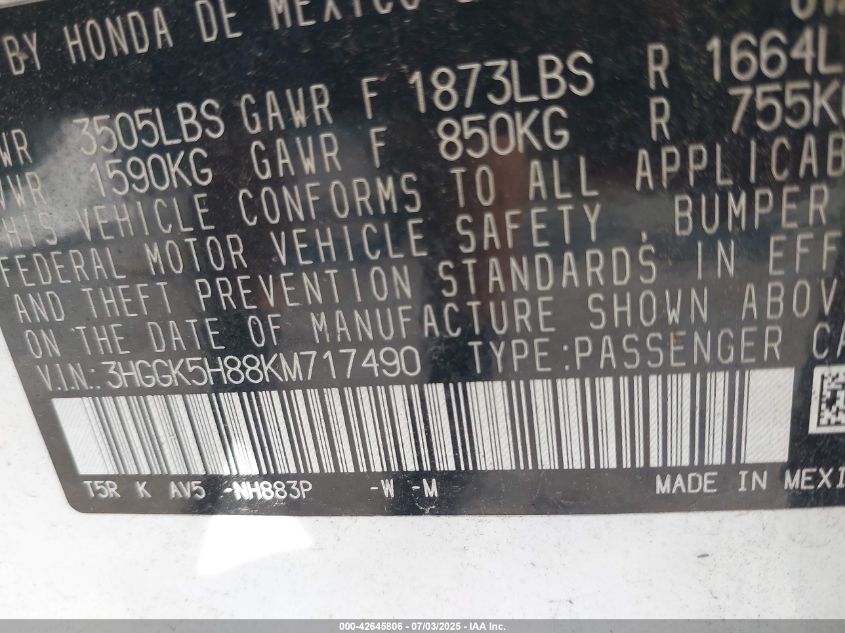 BY HONDA DE MEXICO
3505LBS GAWR F 1873LBS R 1664L
WR 1590KG GAWR F 850KG R 755K
THIS VEHICLE CONFORMS TO ALL APPLICAB
FEDERAL MOTOR VEHICLE SAFETY, BUMPER
AND THEFT PREVENTION STANDARDS IN EFF
ON THE DATE OF MANUFACTURE SHOWN ABOV
V.I.N.: 3HGGK5H88KM717490 TYPE:PASSENGER CA
T5R K AV5 -NH883P -W -M MADE IN MEXI
000-42645806 - 07/03/2025 - IAA Inc.